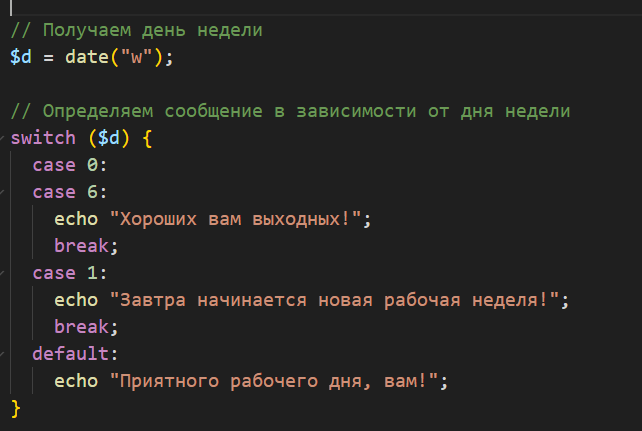 // Получаем день недели
$d = date("w");
// Определяем сообщение в зависимости от дня недели
switch ($d) {
case 0:
case 6:
echo "Хороших вам выходных!";
break;
case 1:
echo "Завтра начинается новая рабочая неделя!";
break;
default:
echo "Приятного рабочего дня, вам!";
}